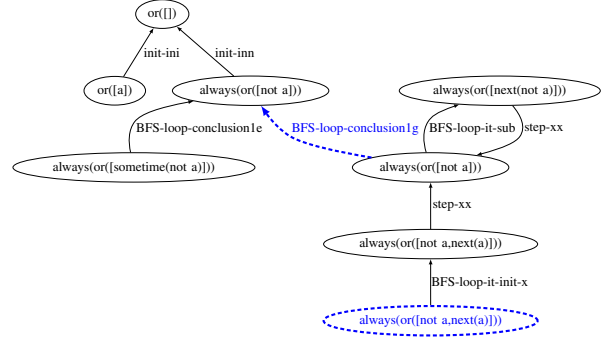 or([])
init-ini
init-inn
or([a])
always(or([not a]))
always(or([next(not a)]))
BFS-loop-conclusion1e
BFS-loop-conclusion1g
BFS-loop-it-sub
step-xx
always(or([sometime(not a)]))
always(or([not a]))
step-xx
always(or([not a,next(a)]))
BFS-loop-it-init-x
always(or([not a,next(a)]))